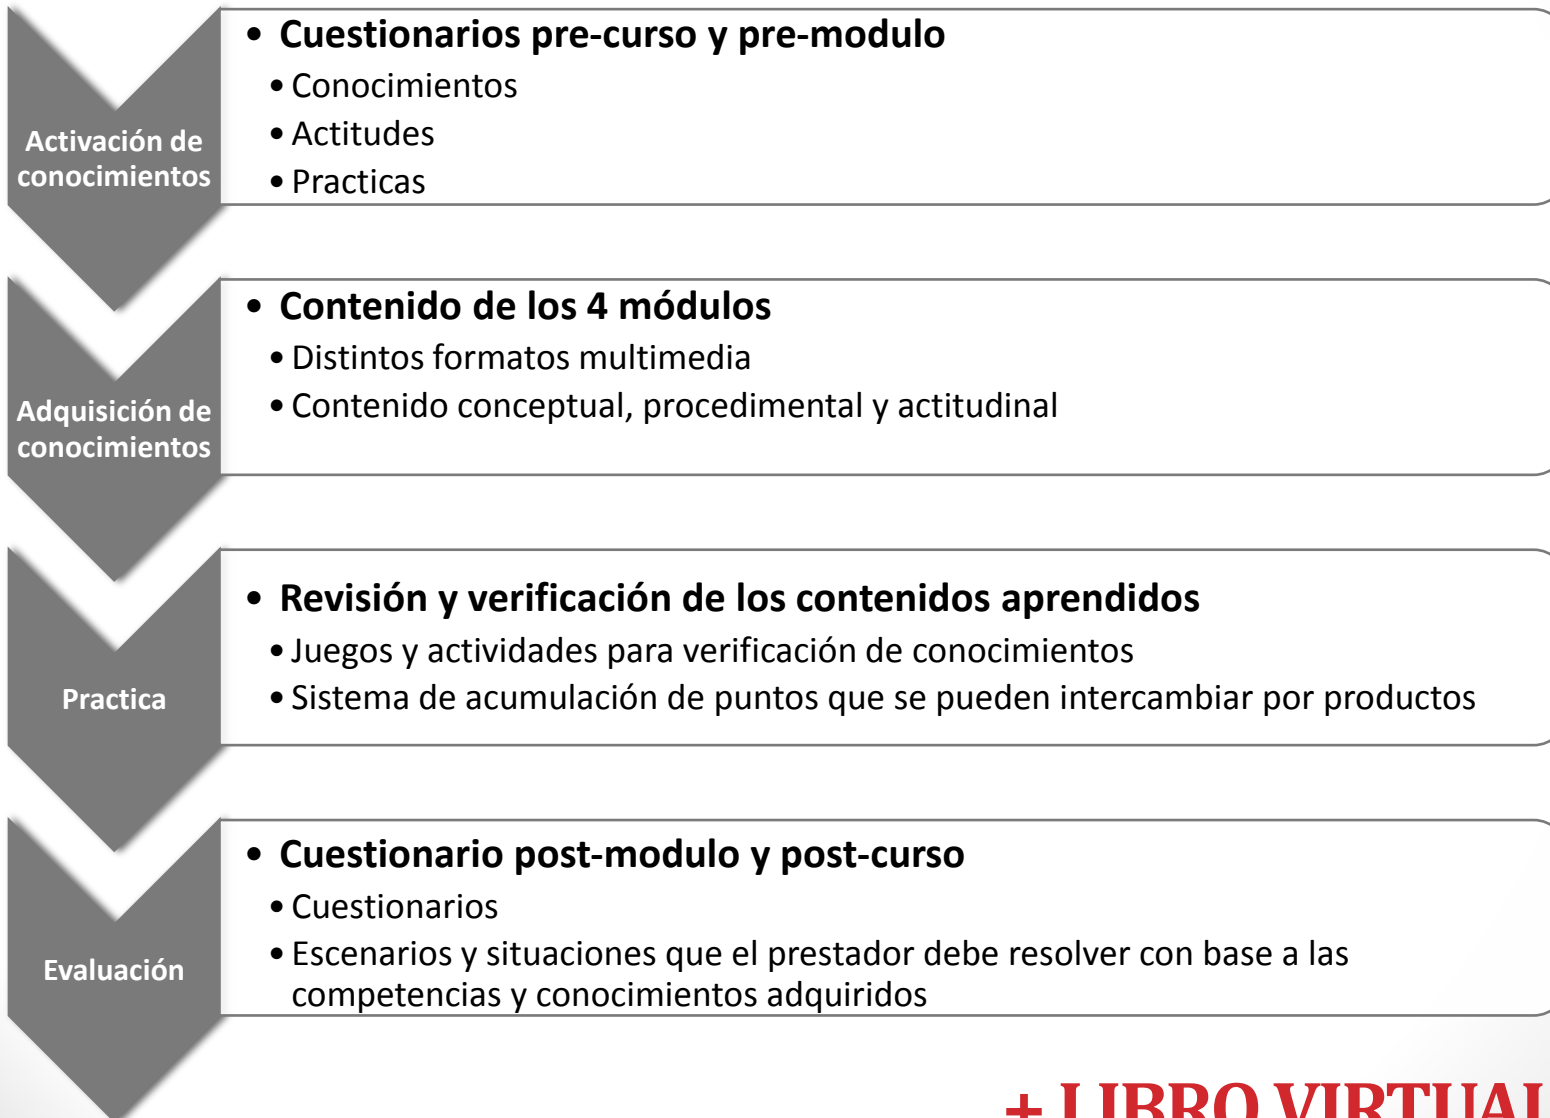 Activación de
conocimientos
• Cuestionarios pre-curso y pre-modulo
• Conocimientos
• Actitudes
• Practicas
Adquisición de
conocimientos
• Contenido de los 4 módulos
• Distintos formatos multimedia
• Contenido conceptual, procedimental y actitudinal
Practica
• Revisión y verificación de los contenidos aprendidos
• Juegos y actividades para verificación de conocimientos
• Sistema de acumulación de puntos que se pueden intercambiar por productos
Evaluación
• Cuestionario post-modulo y post-curso
• Cuestionarios
• Escenarios y situaciones que el prestador debe resolver con base a las
competencias y conocimientos adquiridos
+ LIBRO VIRTUAL